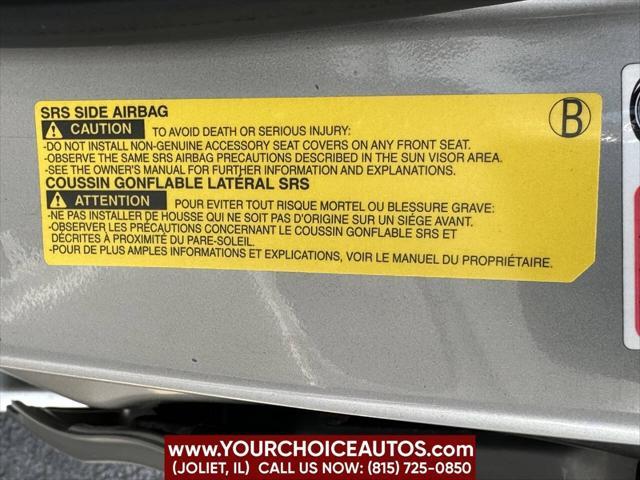 SRS SIDE AIRBAG
B
CAUTION TO AVOID DEATH OR SERIOUS INJURY:
-DO NOT INSTALL NON-GENUINE ACCESSORY SEAT COVERS ON ANY FRONT SEAT.
-OBSERVE THE SAME SRS AIRBAG PRECAUTIONS DESCRIBED IN THE SUN VISOR AREA.
-SEE THE OWNER'S MANUAL FOR FURTHER INFORMATION AND EXPLANATIONS.
COUSSIN GONFLABLE LATÉRAL SRS
ATTENTION POUR EVITER TOUT RISQUE MORTEL OU BLESSURE GRAVE:
-NE PAS INSTALLER DE HOUSSE QUI NE SOIT PAS D'ORIGINE SUR UN SIÉGE AVANT.
-OBSERVER LES PRÉCAUTIONS CONCERNANT LE COUSSIN GONFLABLE SRS ET
DÉCRITES À PROXIMITÉ DU PARE-SOLEIL.
-POUR DE PLUS AMPLES INFORMATIONS ET EXPLICATIONS, VOIR LE MANUEL DU PROPRIÉTAIRE.
WWW.YOURCHOICEAUTOS.COM
(JOLIET, IL) CALL US NOW: (815) 725-0850